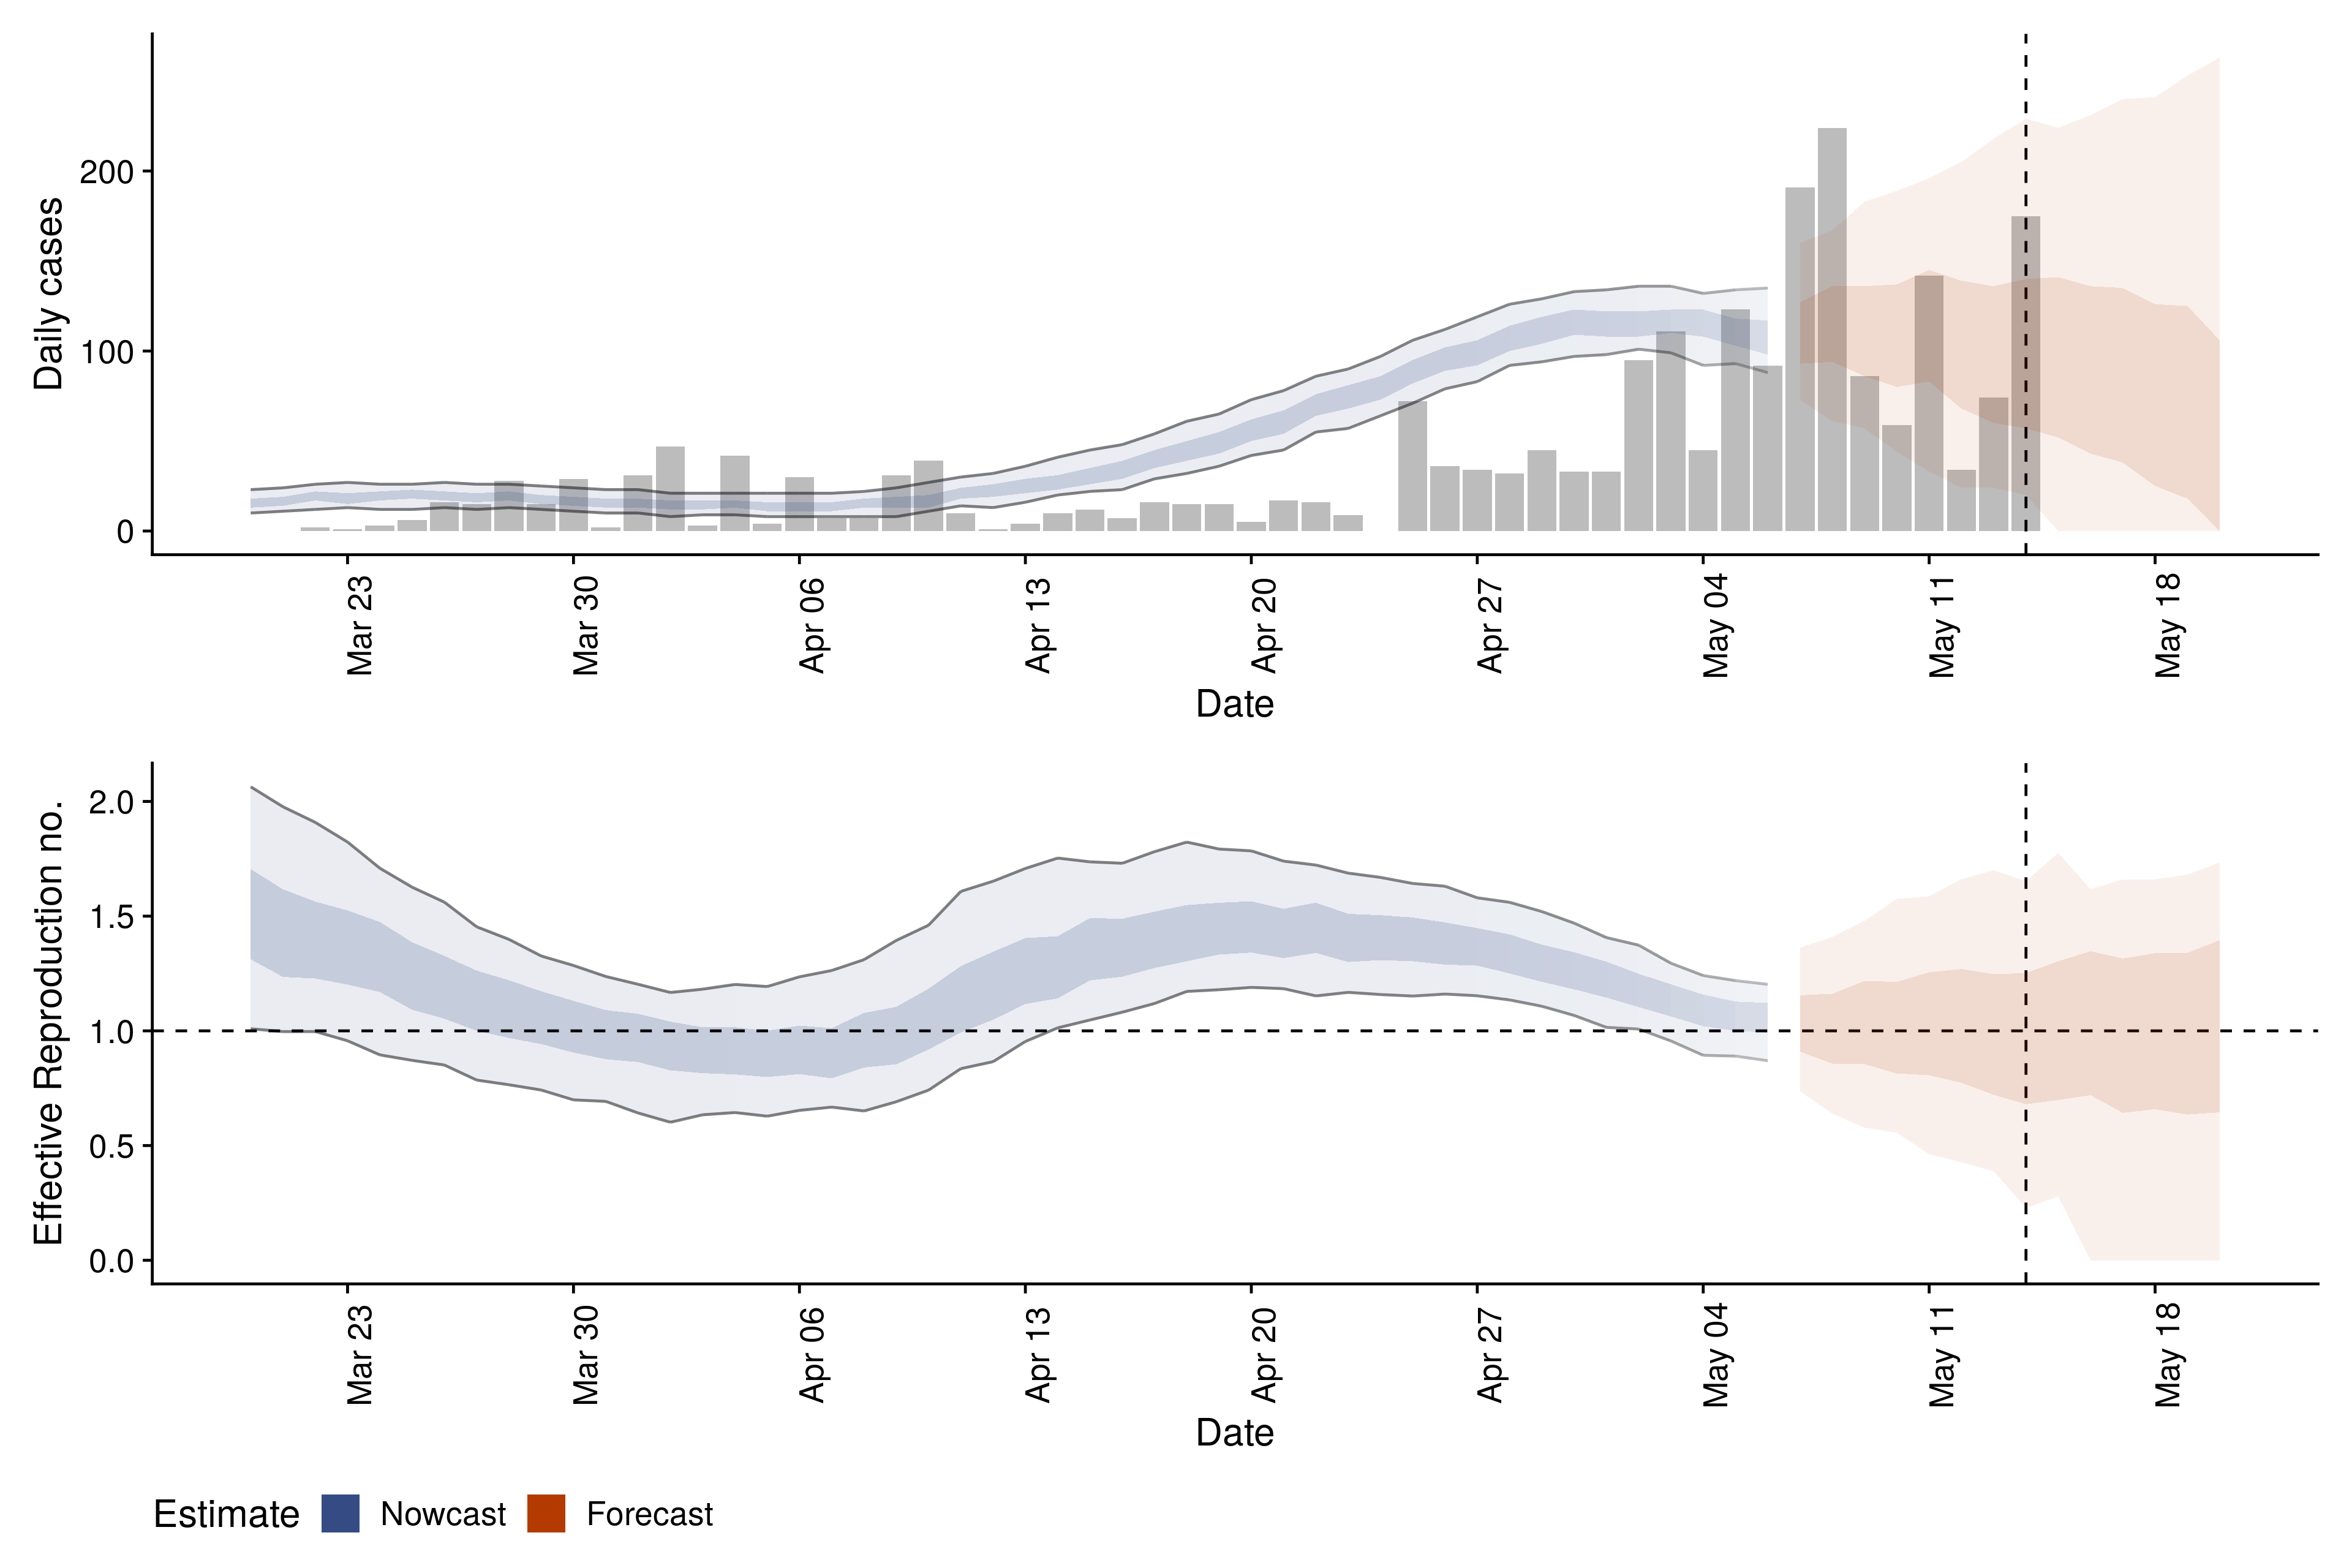 Daily cases
200
100
0
Mar 23
Mar 30
Apr 06
Apr 13
Apr 20
Apr 27
May 04
May 11
May 18
Date
Effective Reproduction no.
2.0
1.5
1.0
0.5
0.0
Mar 23
Mar 30
Apr 06
Apr 13
Apr 20
Apr 27
May 04
May 11
May 18
Date
Estimate Nowcast Forecast